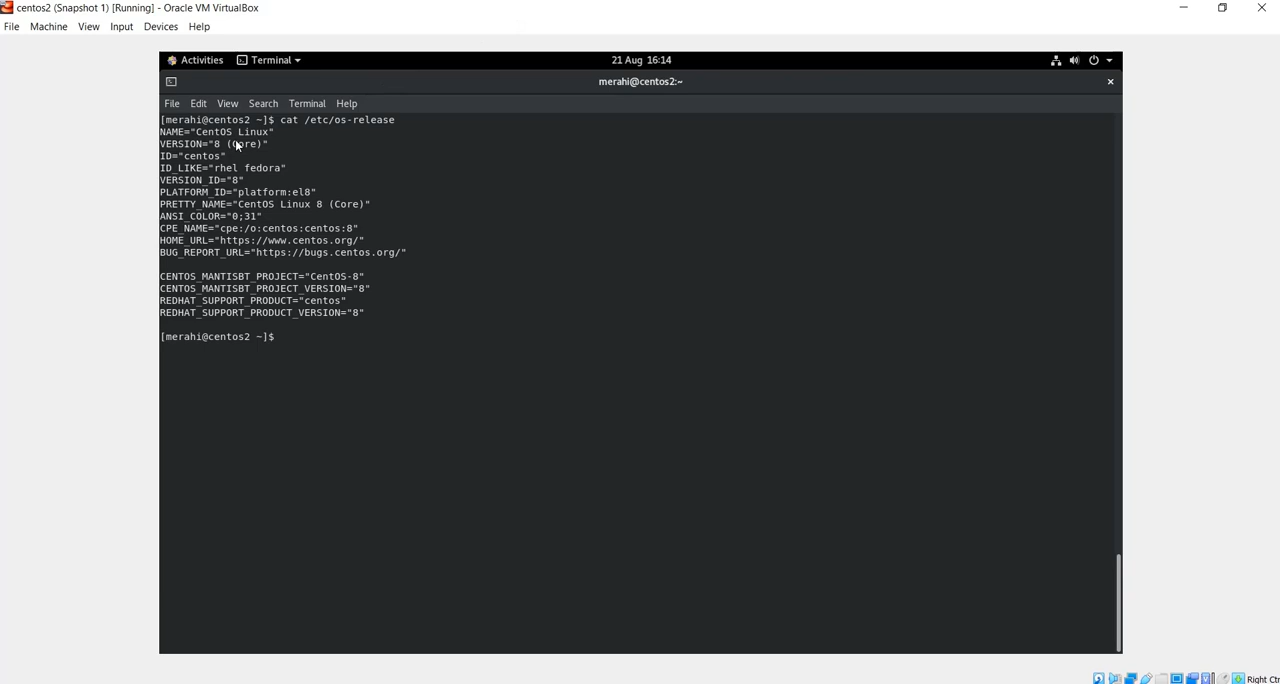 centos2 (Snapshot 1) [Running] - Oracle VM VirtualBox
File Machine View Input Devices Help
Activities Terminal 21 Aug 16:14
merahi@centos2:~
File Edit View Search Terminal Help
[merahi@centos2 ~]$ cat /etc/os-release
NAME="CentOS Linux"
VERSION="8 (Core)"
ID="centos"
ID_LIKE="rhel fedora"
VERSION_ID="8"
PLATFORM_ID="platform:el8"
PRETTY_NAME="CentOS Linux 8 (Core)"
ANSI_COLOR="0;31"
CPE_NAME="cpe:/o:centos:centos:8"
HOME_URL="https://www.centos.org/"
BUG_REPORT_URL="https://bugs.centos.org/"
CENTOS_MANTISBT_PROJECT="CentOS-8"
CENTOS_MANTISBT_PROJECT_VERSION="8"
REDHAT_SUPPORT_PRODUCT="centos"
REDHAT_SUPPORT_PRODUCT_VERSION="8"
[merahi@centos2 ~]$
Right Ctr